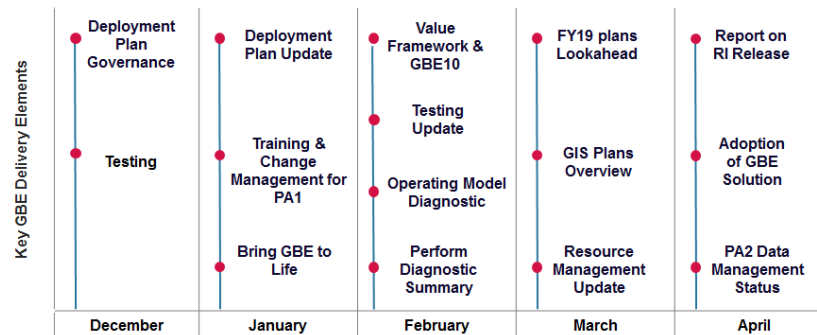 Key GBE Delivery Elements
Deployment
Plan
Governance
Testing
December
Deployment
Plan Update
Training &
Change
Management for
PA1
Bring GBE to
Life
January
Value
Framework &
GBE10
Testing
Update
Operating Model
Diagnostic
Perform
Diagnostic
Summary
February
FY19 plans
Lookahead
GIS Plans
Overview
Resource
Management
Update
March
Report on
RI Release
Adoption
of GBE
Solution
PA2 Data
Management
Status
April